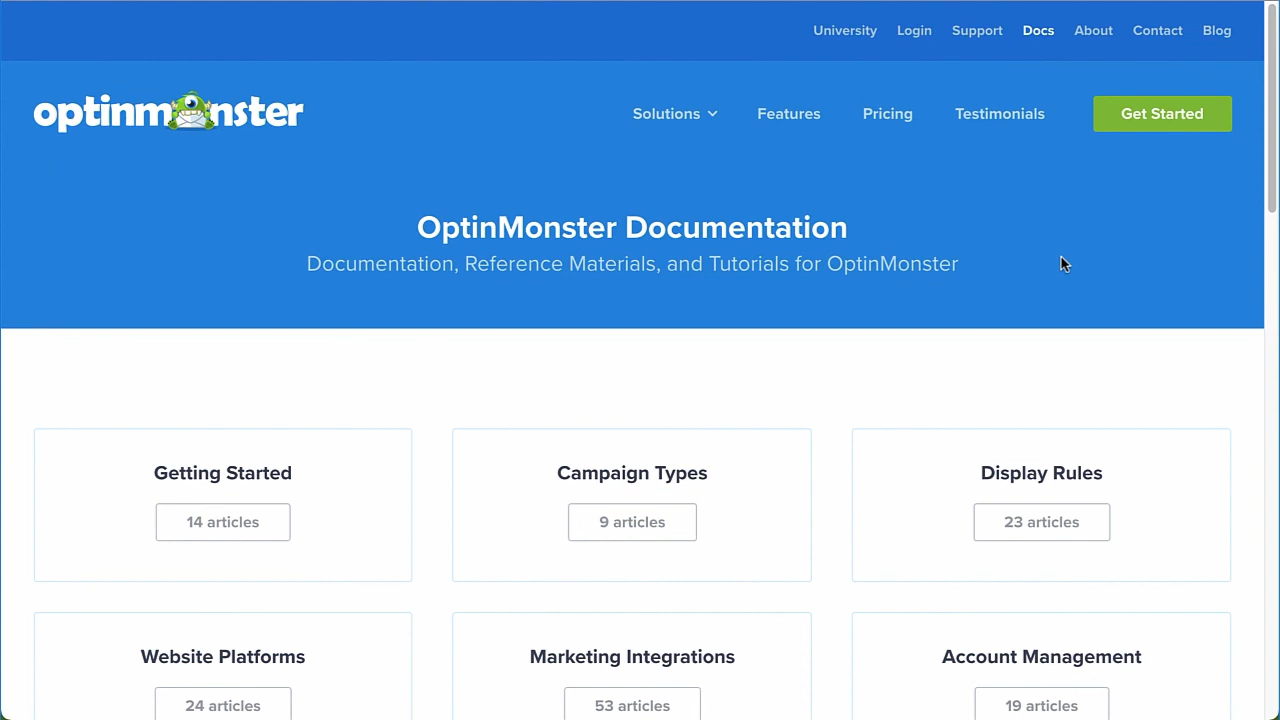 University Login Support Docs About Contact Blog
optinmonster
Solutions Features Pricing Testimonials Get Started
OptinMonster Documentation
Documentation, Reference Materials, and Tutorials for OptinMonster
Getting Started Campaign Types Display Rules
14 articles 9 articles 23 articles
Website Platforms Marketing Integrations Account Management
24 articles 53 articles 19 articles